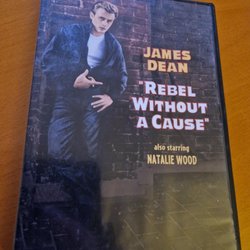 JAMES
DEAN
"REBEL
WITHOUT
A CAUSE"
also starring
NATALIE WOOD